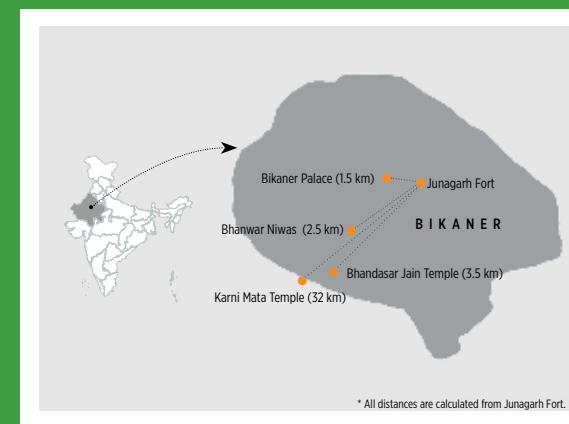 Bikaner Palace (1.5 km)
Junagarh Fort
BIKANER
Bhanwar Niwas (2.5 km)
Bhandasar Jain Temple (3.5 km)
Karni Mata Temple (32 km)
* All distances are calculated from Junagarh Fort.